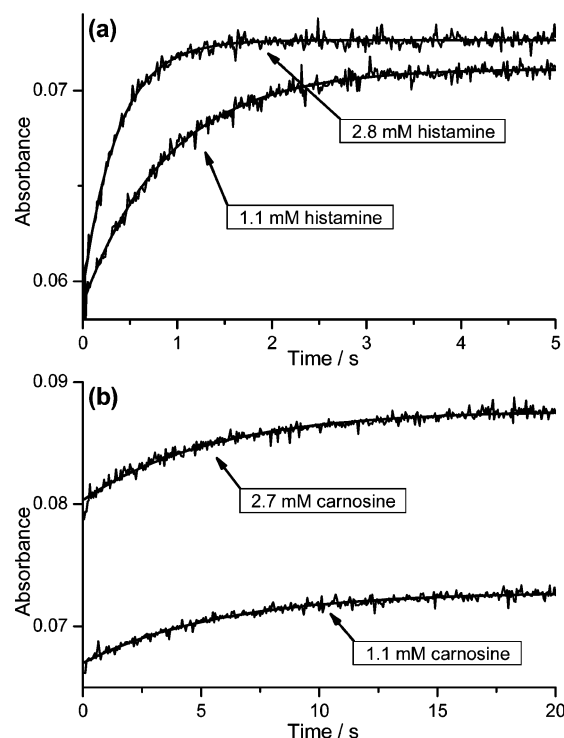 (a)
0.07
0.06
Absorbance
2.8 mM histamine
1.1 mM histamine
0 1 2 3 4 5
Time / s
(b)
0.09
0.08
0.07
Absorbance
2.7 mM carnosine
1.1 mM carnosine
0 5 10 15 20
Time / s